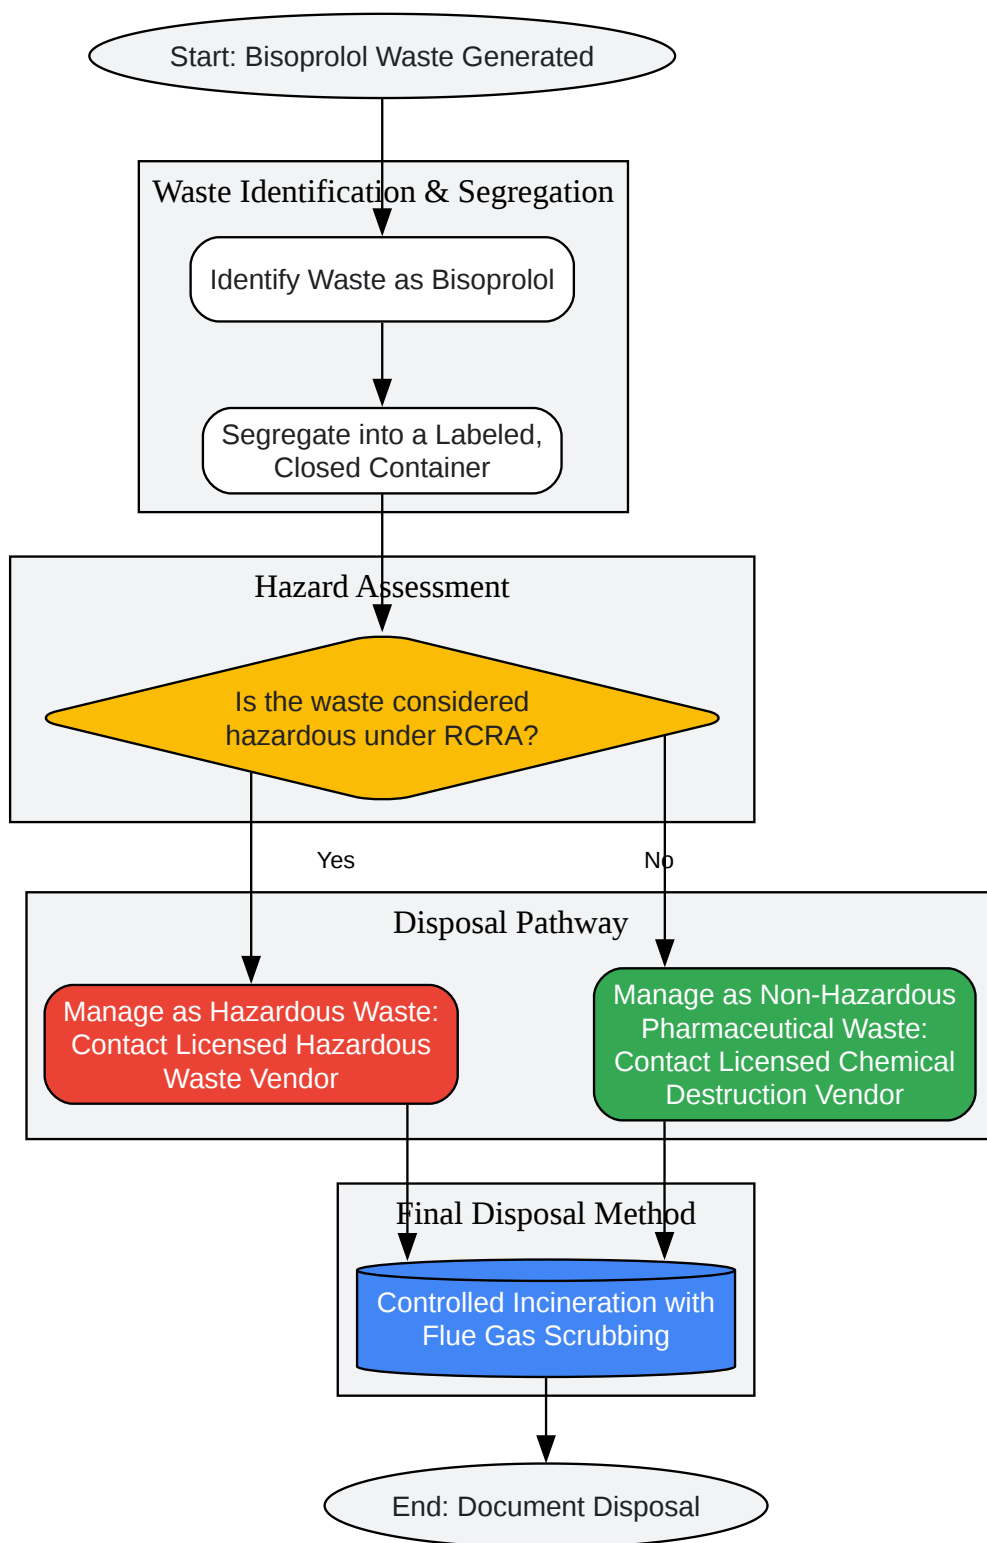 Start: Bisoprolol Waste Generated
Waste Identification & Segregation
Identify Waste as Bisoprolol
Segregate into a Labeled,
Closed Container
Hazard Assessment
Is the waste considered
hazardous under RCRA?
Yes
No
Disposal Pathway
Manage as Hazardous Waste:
Contact Licensed Hazardous
Waste Vendor
Manage as Non-Hazardous
Pharmaceutical Waste:
Contact Licensed Chemical
Destruction Vendor
Final Disposal Method
Controlled Incineration with
Flue Gas Scrubbing
End: Document Disposal